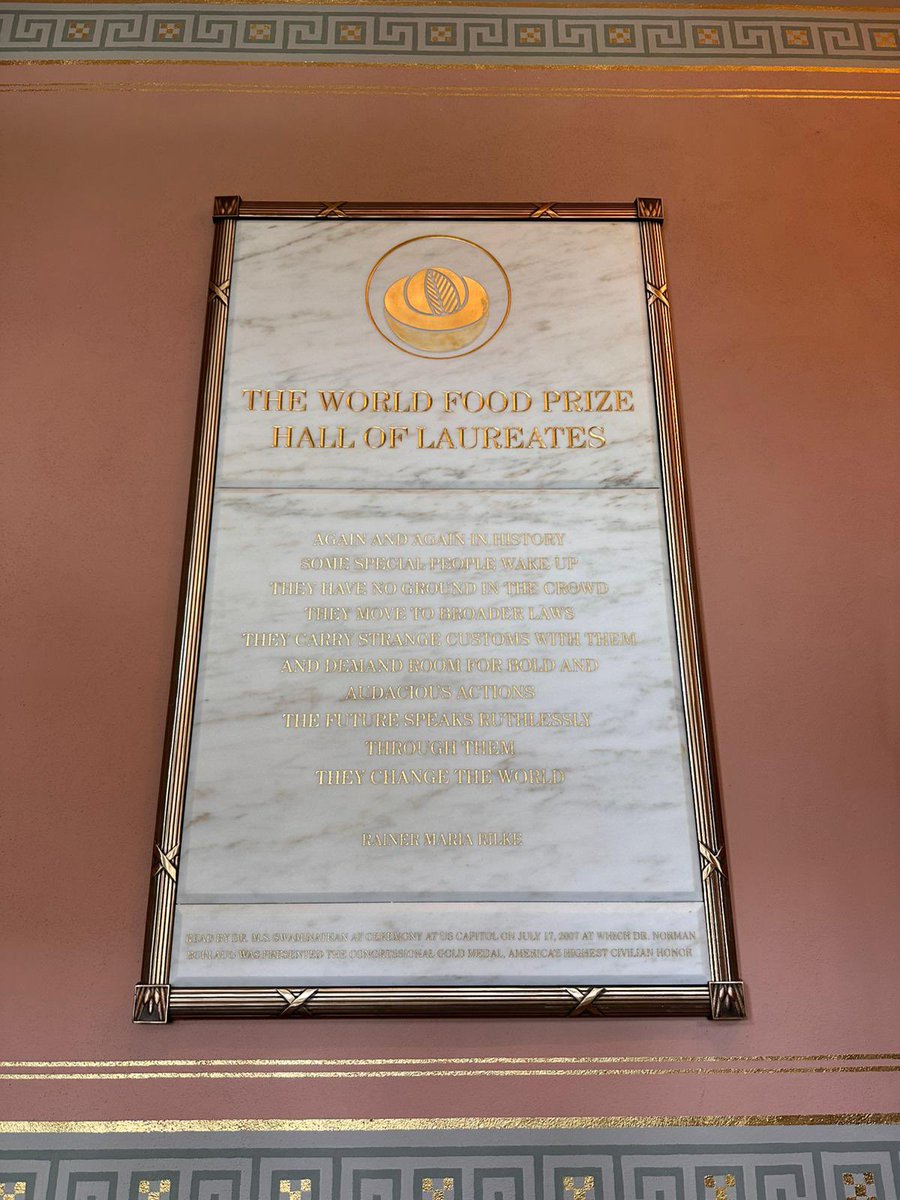 THE WORLD FOOD PRIZE
HALL OF LAUREATES
AGAIN AND AGAIN IN HISTORY
SOME SPECIAL PEOPLE WAKE UP
THEY HAVE NO GROUND IN THE CROWD
THEY MOVE TO BROADER LAWS
THEY CARRY STRANGE CUSTOMS WITH THEM
AND DEMAND ROOM FOR BOLD AND
AUDACIOUS ACTIONS
THE FUTURE SPEAKS RUTHLESSLY
THROUGH THEM
THEY CHANGE THE WORLD
RAINER MARIA RILKE
READ BY DR. M.S. SWAMINATHAN AT CEREMONY AT US CAPITOL ON JULY 17, 2007 AT WHICH DR. NORMAN
BORLAUG WAS PRESENTED THE CONGRESSIONAL GOLD MEDAL, AMERICA'S HIGHEST CIVILIAN HONOR